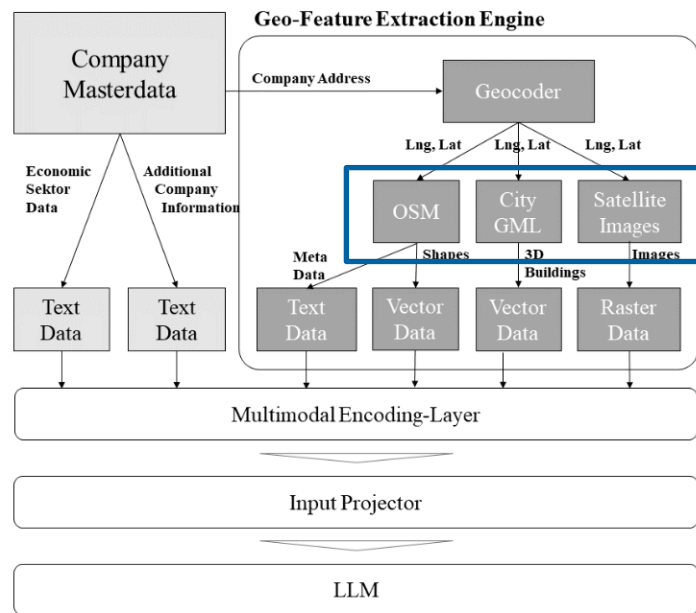 Geo-Feature Extraction Engine
Company
Masterdata
Company Address
Geocoder
Economic
Sektor
Data
Additional
Company
Information
Lng, Lat
Lng, Lat
Lng, Lat
OSM
City
GML
Satellite
Images
Meta
Data
Shapes
3D
Buildings
Images
Text
Data
Text
Data
Text
Data
Vector
Data
Vector
Data
Raster
Data
Multimodal Encoding-Layer
Input Projector
LLM